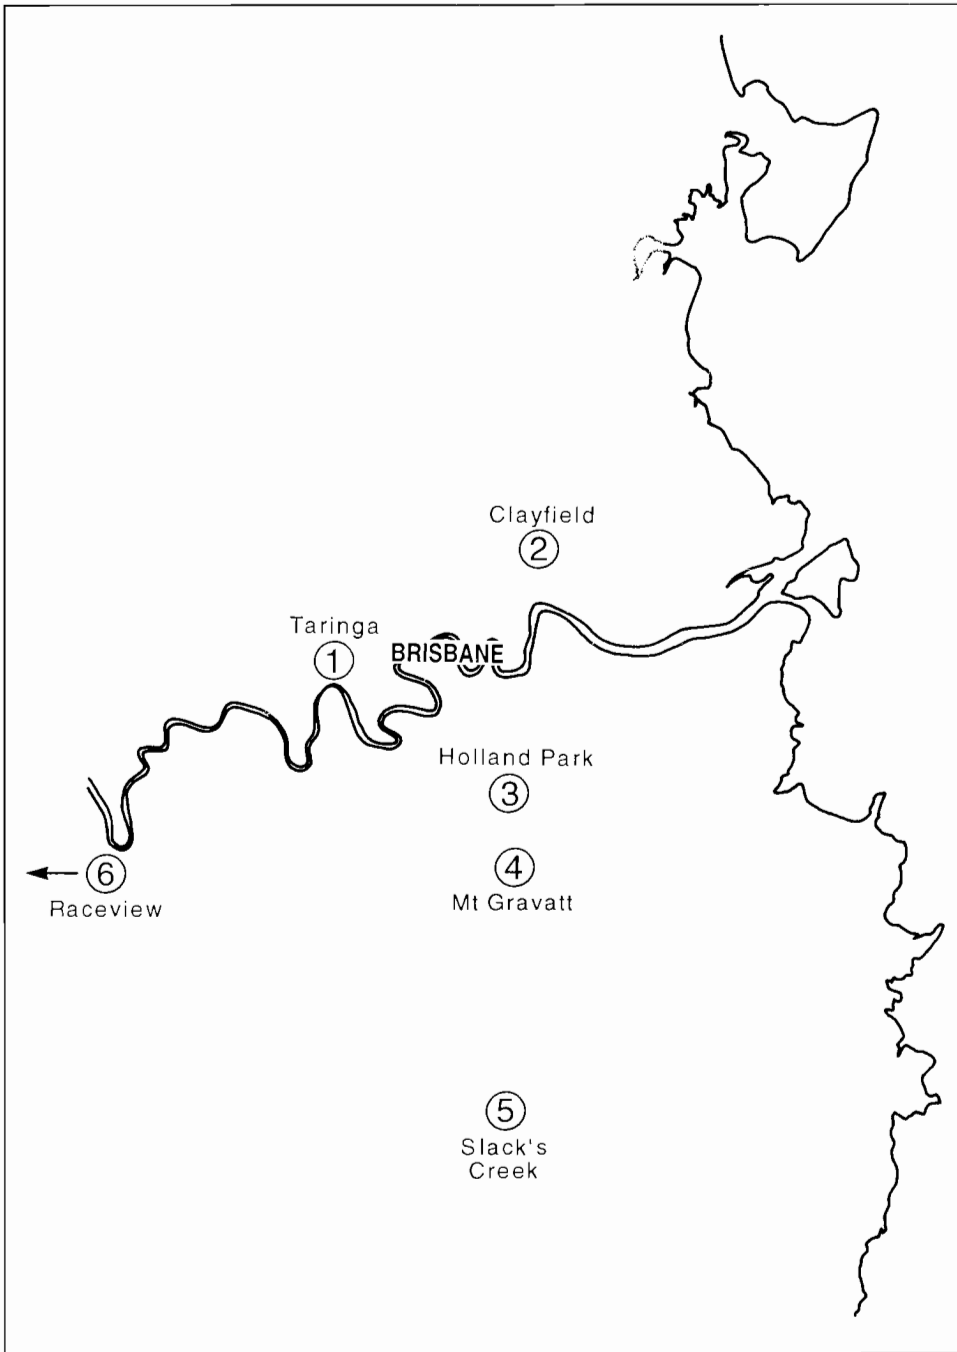 Clayfield
2
Taringa
1
BRISBANE
Holland Park
3
4
Mt Gravatt
6
Raceview
5
Slack's
Creek